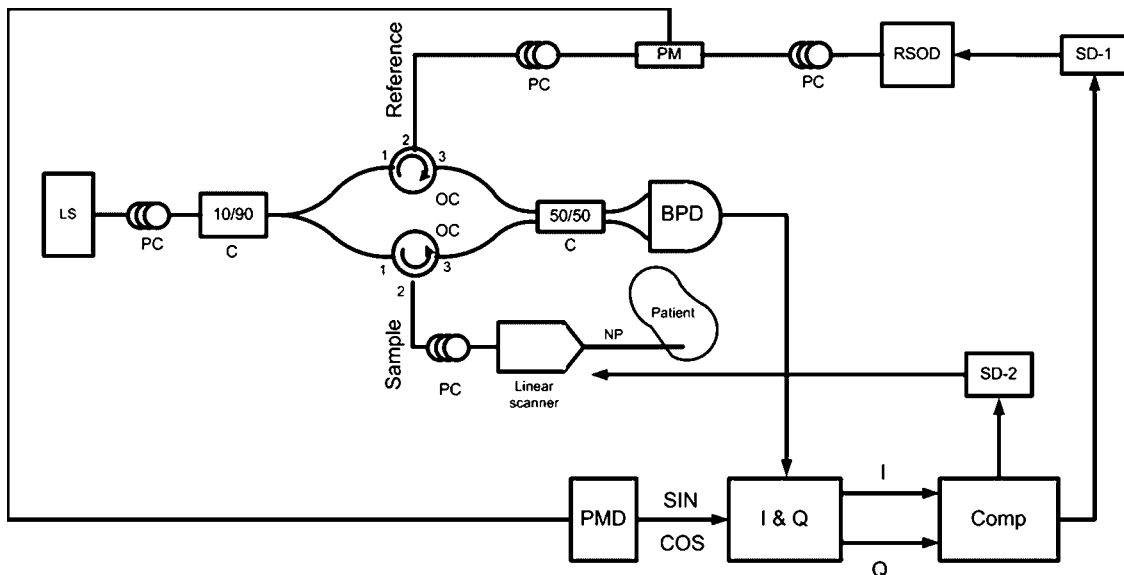 PM
PC
PC
RSOD
SD-1
Reference
2
1
3
OC
LS
PC
10/90
C
50/50
C
BPD
OC
1
3
2
Sample
PC
Linear
scanner
NP
Patient
SD-2
PMD
SIN
COS
I & Q
I
Q
Comp